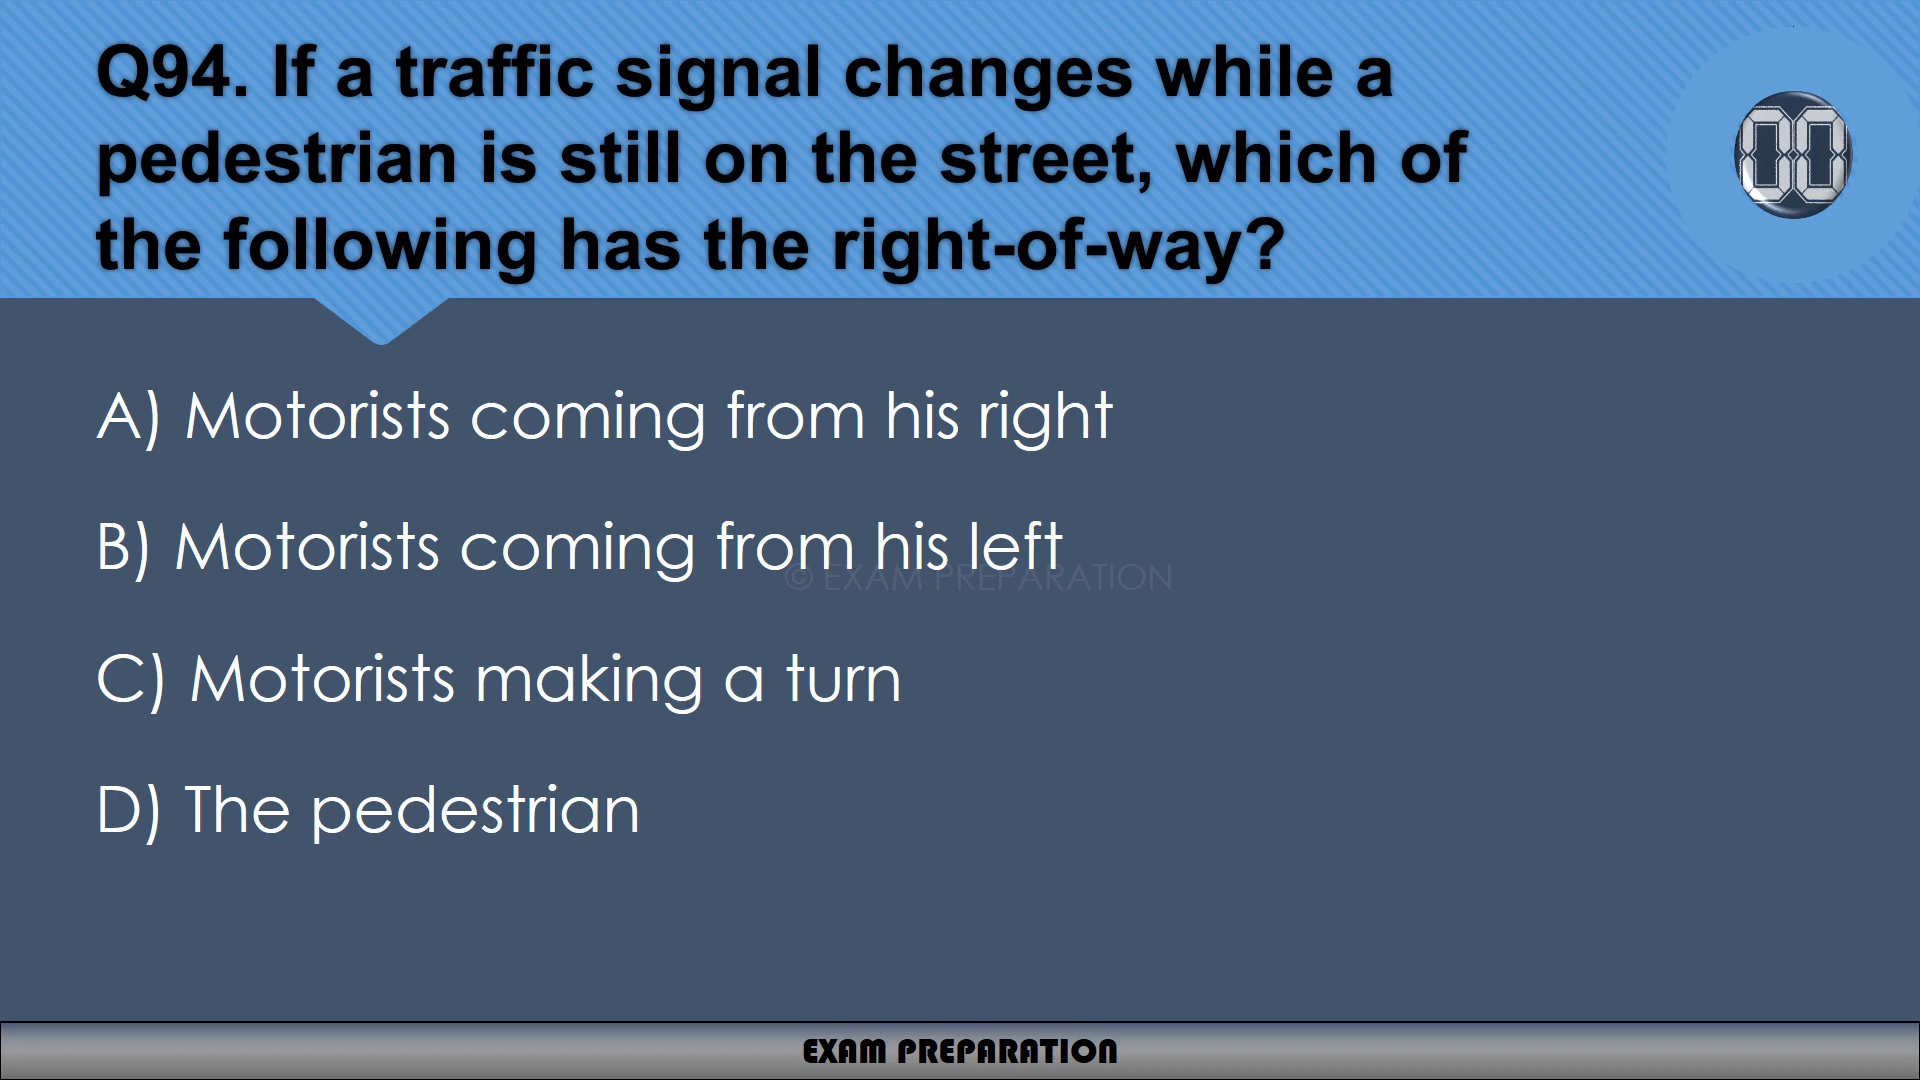 Q94. If a traffic signal changes while a
pedestrian is still on the street, which of
the following has the right-of-way?
00
A) Motorists coming from his right
B) Motorists coming from his left
© EXAM PREPARATION
C) Motorists making a turn
D) The pedestrian
EXAM PREPARATION